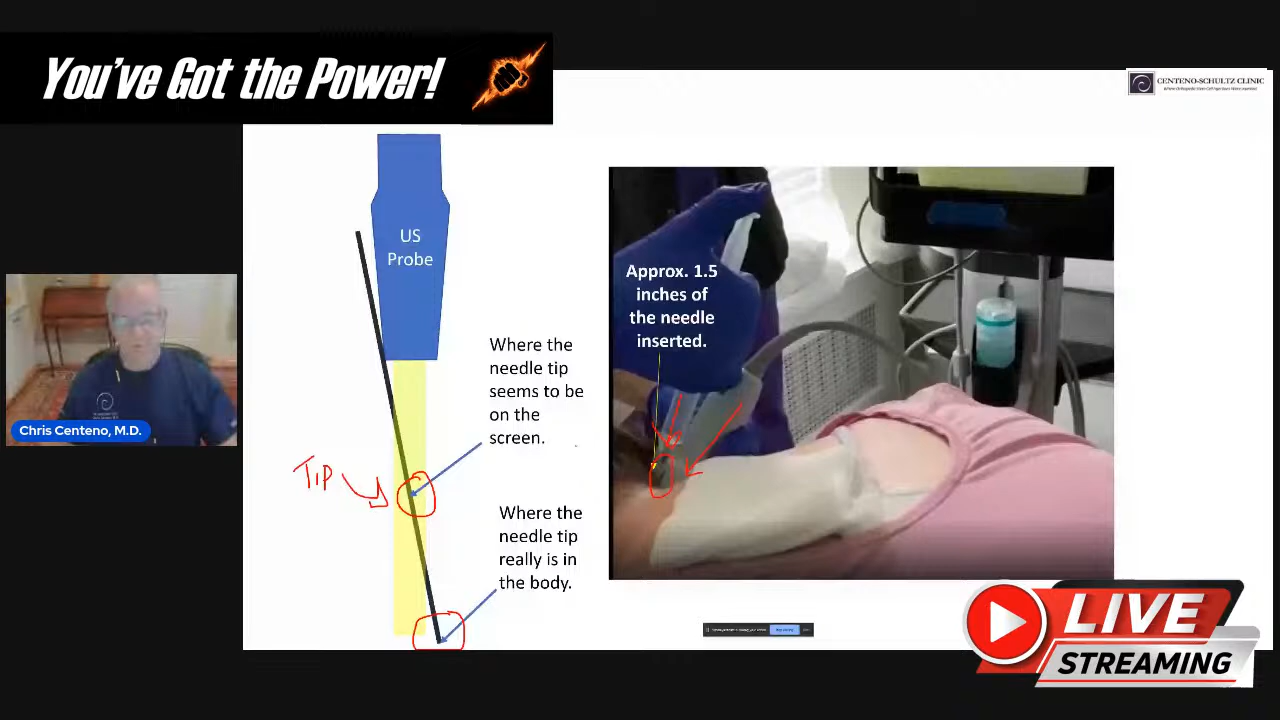 You've Got the Power!
CENTENO-SCHULTZ CLINIC
US
Probe
Approx. 1.5
inches of
the needle
inserted.
Where the
needle tip
seems to be
on the
screen.
TIP
Where the
needle tip
really is in
the body.
Chris Centeno, M.D.
LIVE
STREAMING